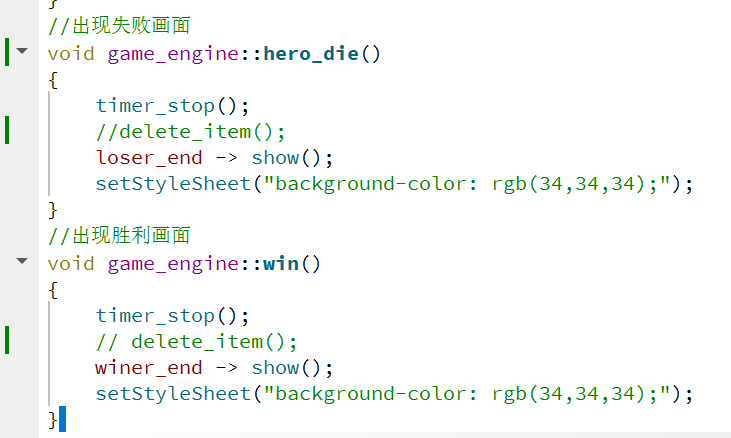 }
//出现失败画面
void game_engine::hero_die()
{
    timer_stop();
    //delete_item();
    loser_end -> show();
    setStyleSheet("background-color: rgb(34,34,34);");
}
//出现胜利画面
void game_engine::win()
{
    timer_stop();
    // delete_item();
    winer_end -> show();
    setStyleSheet("background-color: rgb(34,34,34);");
}